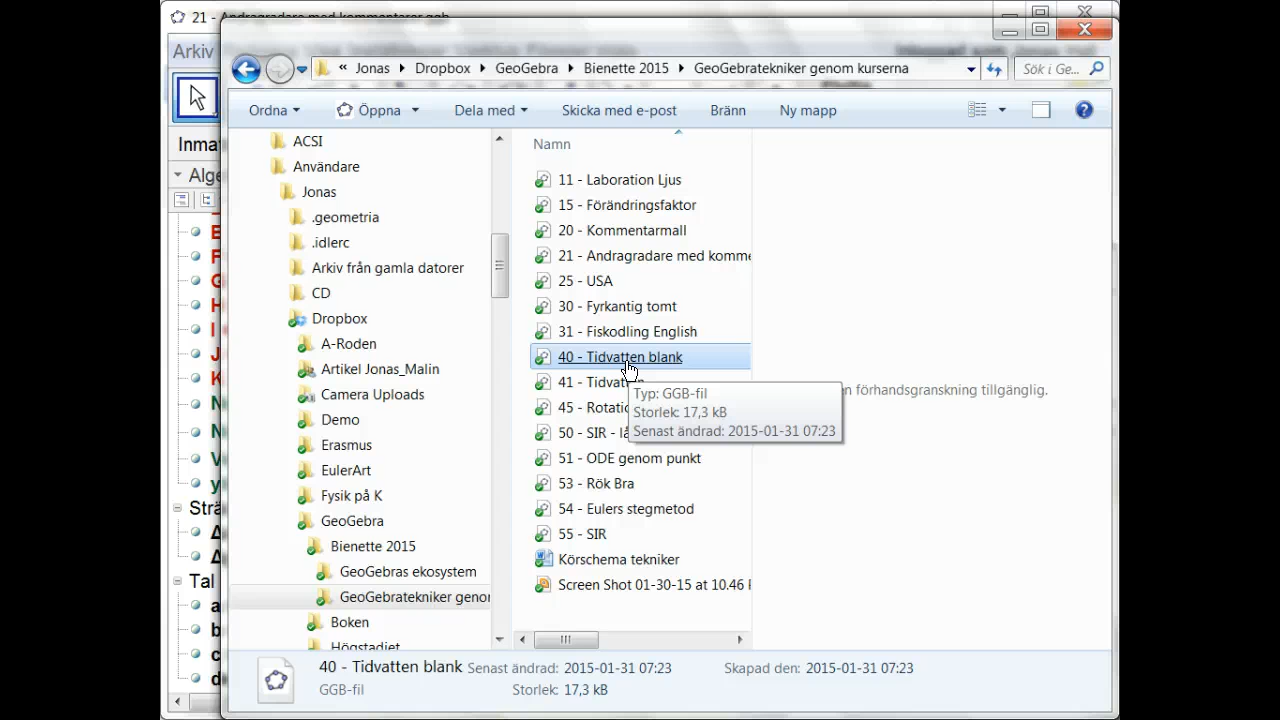 21 - Andragradare med kommentarer.ggb
Arkiv
« Jonas ▸ Dropbox ▸ GeoGebra ▸ Bienette 2015 ▸ GeoGebratekniker genom kurserna
Sök i Ge...
Ordna Öppna Dela med Skicka med e-post Bränn Ny mapp
Inma
Alge
Namn
ACSI
Användare
Jonas
.geometria
.idlerc
Arkiv från gamla datorer
CD
Dropbox
A-Roden
Artikel Jonas_Malin
Camera Uploads
Demo
Erasmus
EulerArt
Fysik på K
GeoGebra
Bienette 2015
GeoGebras ekosystem
GeoGebratekniker genor
Boken
Högstadiet
11 - Laboration Ljus
15 - Förändringsfaktor
20 - Kommentarmall
21 - Andragradare med komme
25 - USA
30 - Fyrkantig tomt
31 - Fiskodling English
40 - Tidvatten blank
41 - Tidvatten
45 - Rotatio
50 - SIR - lå
51 - ODE genom punkt
53 - Rök Bra
54 - Eulers stegmetod
55 - SIR
Körschema tekniker
Screen Shot 01-30-15 at 10.46 P
Typ: GGB-fil
Storlek: 17,3 kB
Senast ändrad: 2015-01-31 07:23
en förhandsgranskning tillgänglig.
E
F
G
H
I
J
K
N
N
V
y
Strä
Δ
Δ
Tal
a
b
c
d
40 - Tidvatten blank Senast ändrad: 2015-01-31 07:23 Skapad den: 2015-01-31 07:23
GGB-fil Storlek: 17,3 kB